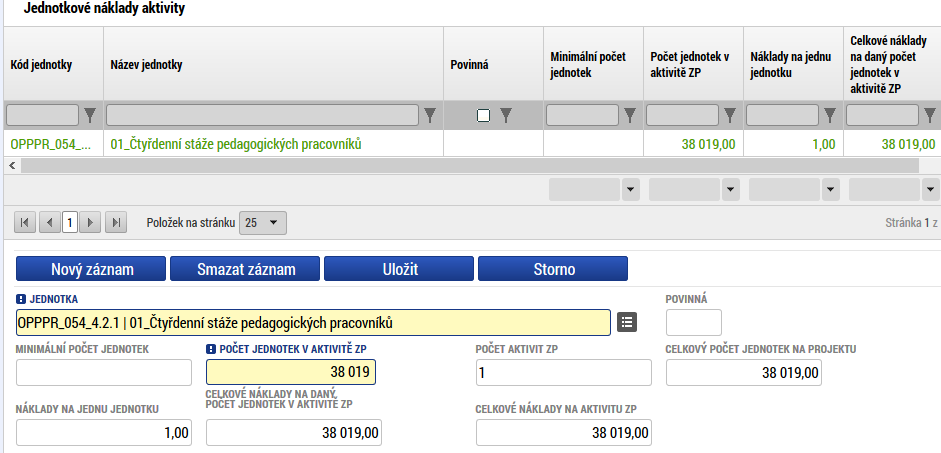 Jednotkové náklady aktivity
Kód jednotky
Název jednotky
Povinná
Minimální počet
jednotek
Počet jednotek v
aktivitě ZP
Náklady na jednu
jednotku
Celkové náklady
na daný počet
jednotek v
aktivitě ZP
OPPPR_054_... 01_Čtyřdenní stáže pedagogických pracovníků 38 019,00 1,00 38 019,00
1 Položek na stránku 25 Stránka 1 z
Nový záznam Smazat záznam Uložit Storno
JEDNOTKA POVINNÁ
OPPPR_054_4.2.1 | 01_Čtyřdenní stáže pedagogických pracovníků
MINIMÁLNÍ POČET JEDNOTEK POČET JEDNOTEK V AKTIVITĚ ZP POČET AKTIVIT ZP CELKOVÝ POČET JEDNOTEK NA PROJEKTU
38 019 1 38 019,00
NÁKLADY NA JEDNU JEDNOTKU
CELKOVÉ NÁKLADY NA DANÝ
POČET JEDNOTEK V AKTIVITĚ ZP
CELKOVÉ NÁKLADY NA AKTIVITU ZP
1,00 38 019,00 38 019,00